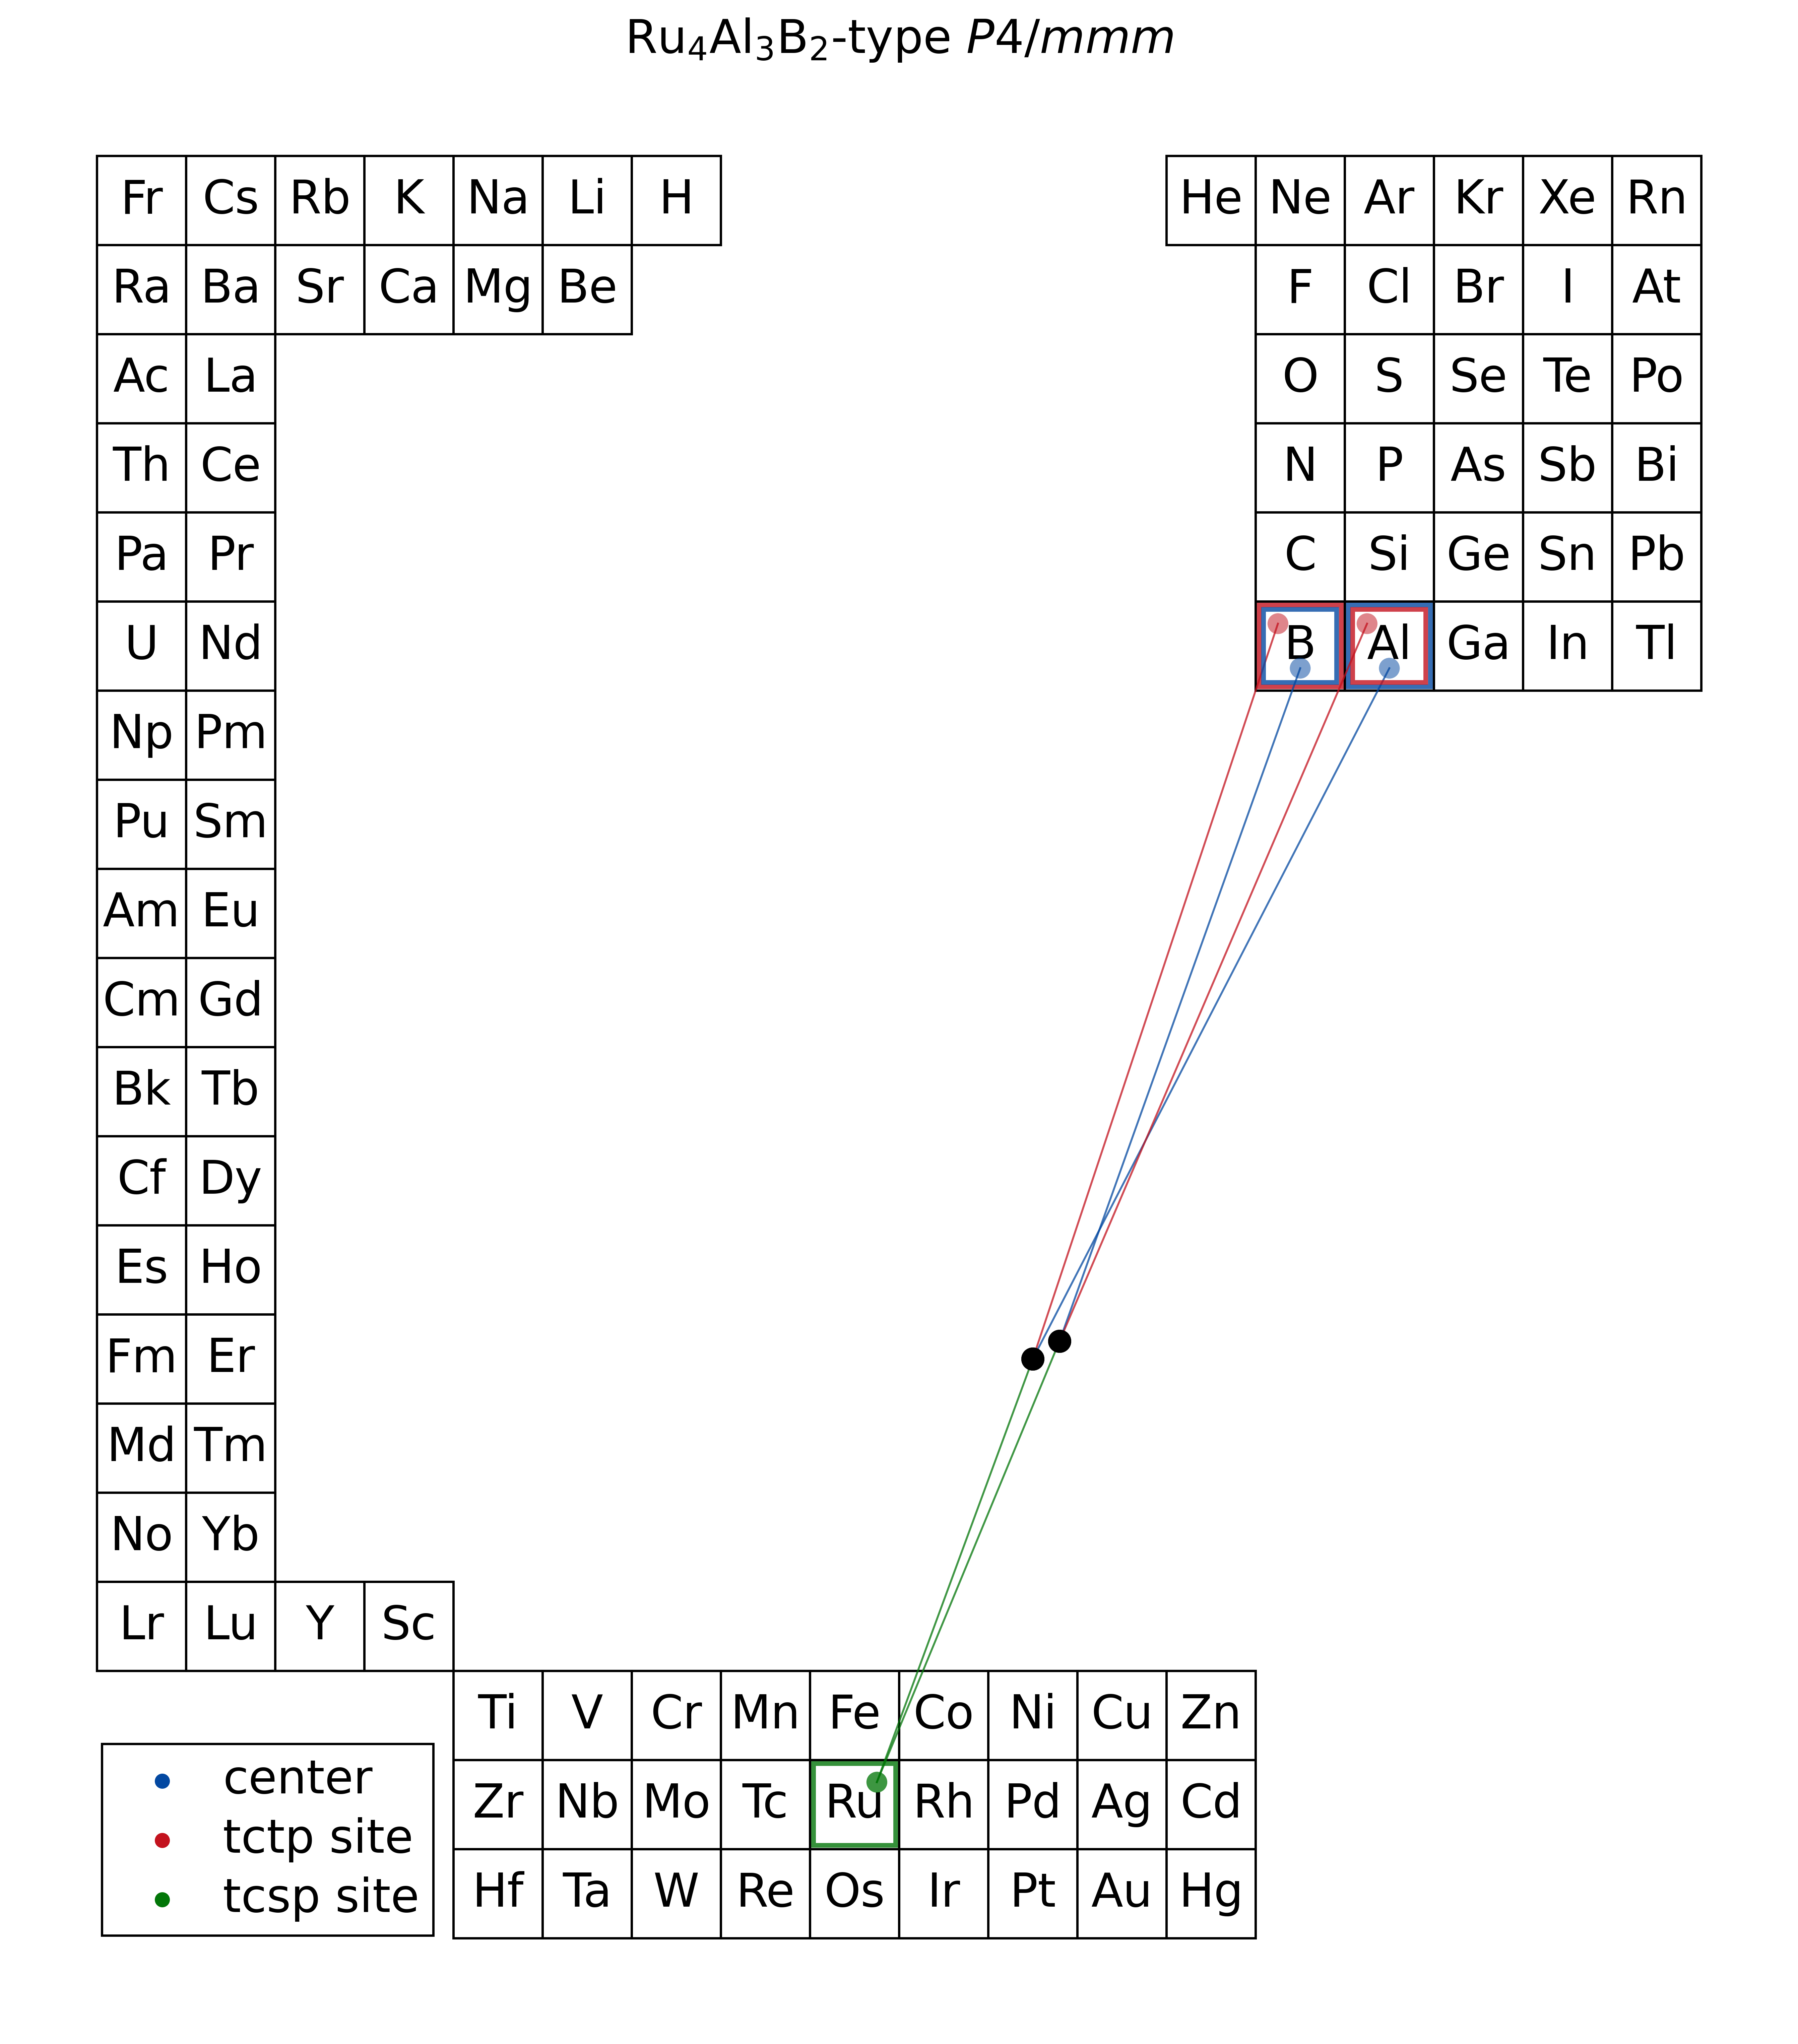 Ru₄Al₃B₂-type P4/mmm
Fr Cs Rb K Na Li H He Ne Ar Kr Xe Rn
Ra Ba Sr Ca Mg Be F Cl Br I At
Ac La O S Se Te Po
Th Ce N P As Sb Bi
Pa Pr C Si Ge Sn Pb
U Nd B Al Ga In Tl
Np Pm
Pu Sm
Am Eu
Cm Gd
Bk Tb
Cf Dy
Es Ho
Fm Er
Md Tm
No Yb
Lr Lu Y Sc
Ti V Cr Mn Fe Co Ni Cu Zn
Zr Nb Mo Tc Ru Rh Pd Ag Cd
Hf Ta W Re Os Ir Pt Au Hg
center
tctp site
tcsp site